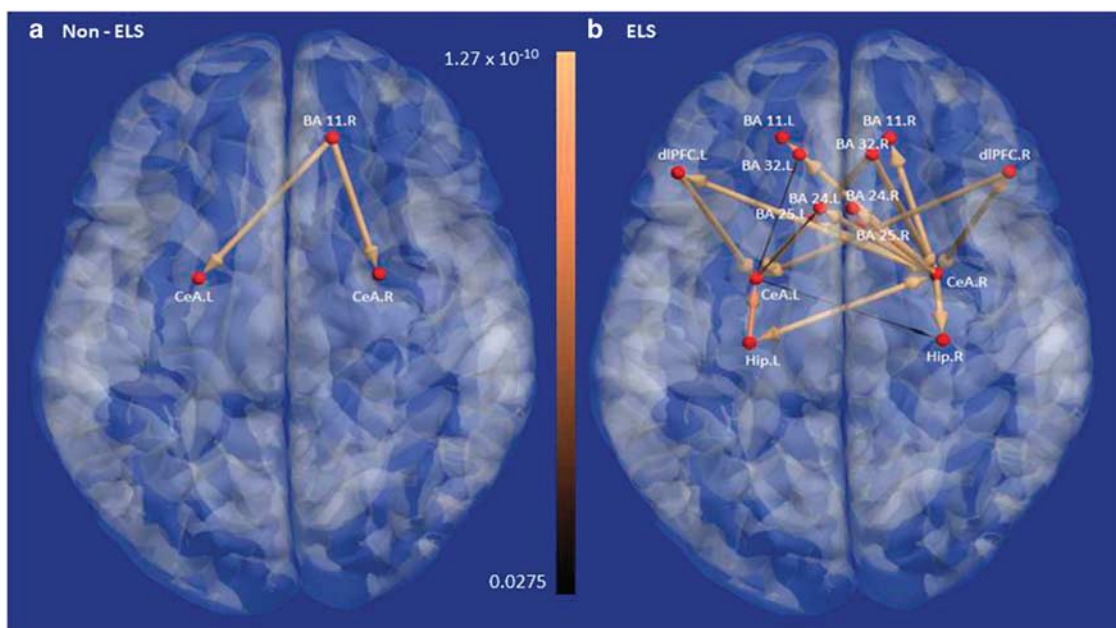 a Non - ELS
1.27 x 10⁻¹⁰
0.0275
BA 11.R
CeA.L
CeA.R
b ELS
BA 11.L
BA 11.R
BA 32.R
dlPFC.L
BA 32.L
dlPFC.R
BA 24.L
BA 24.R
BA 25.L
BA 25.R
CeA.L
CeA.R
Hip.L
Hip.R